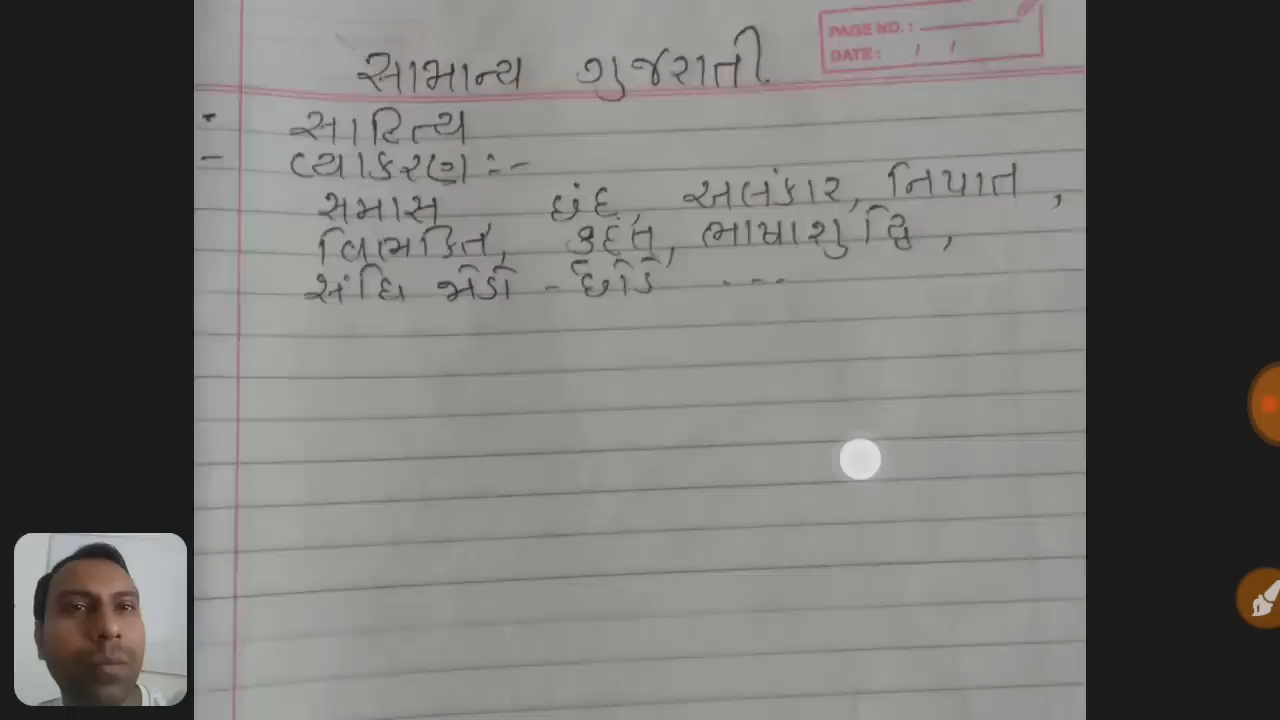 સામાન્ય ગુજરાતી.
PAGE NO. :
DATE : / /
સાહિત્ય
- વ્યાકરણ :-
સમાસ છંદ, અલંકાર, નિપાત,
વિભકિત, કૃદંત, ભાષાશુદ્ધિ,
સંધિ જોડો - છોડો ...